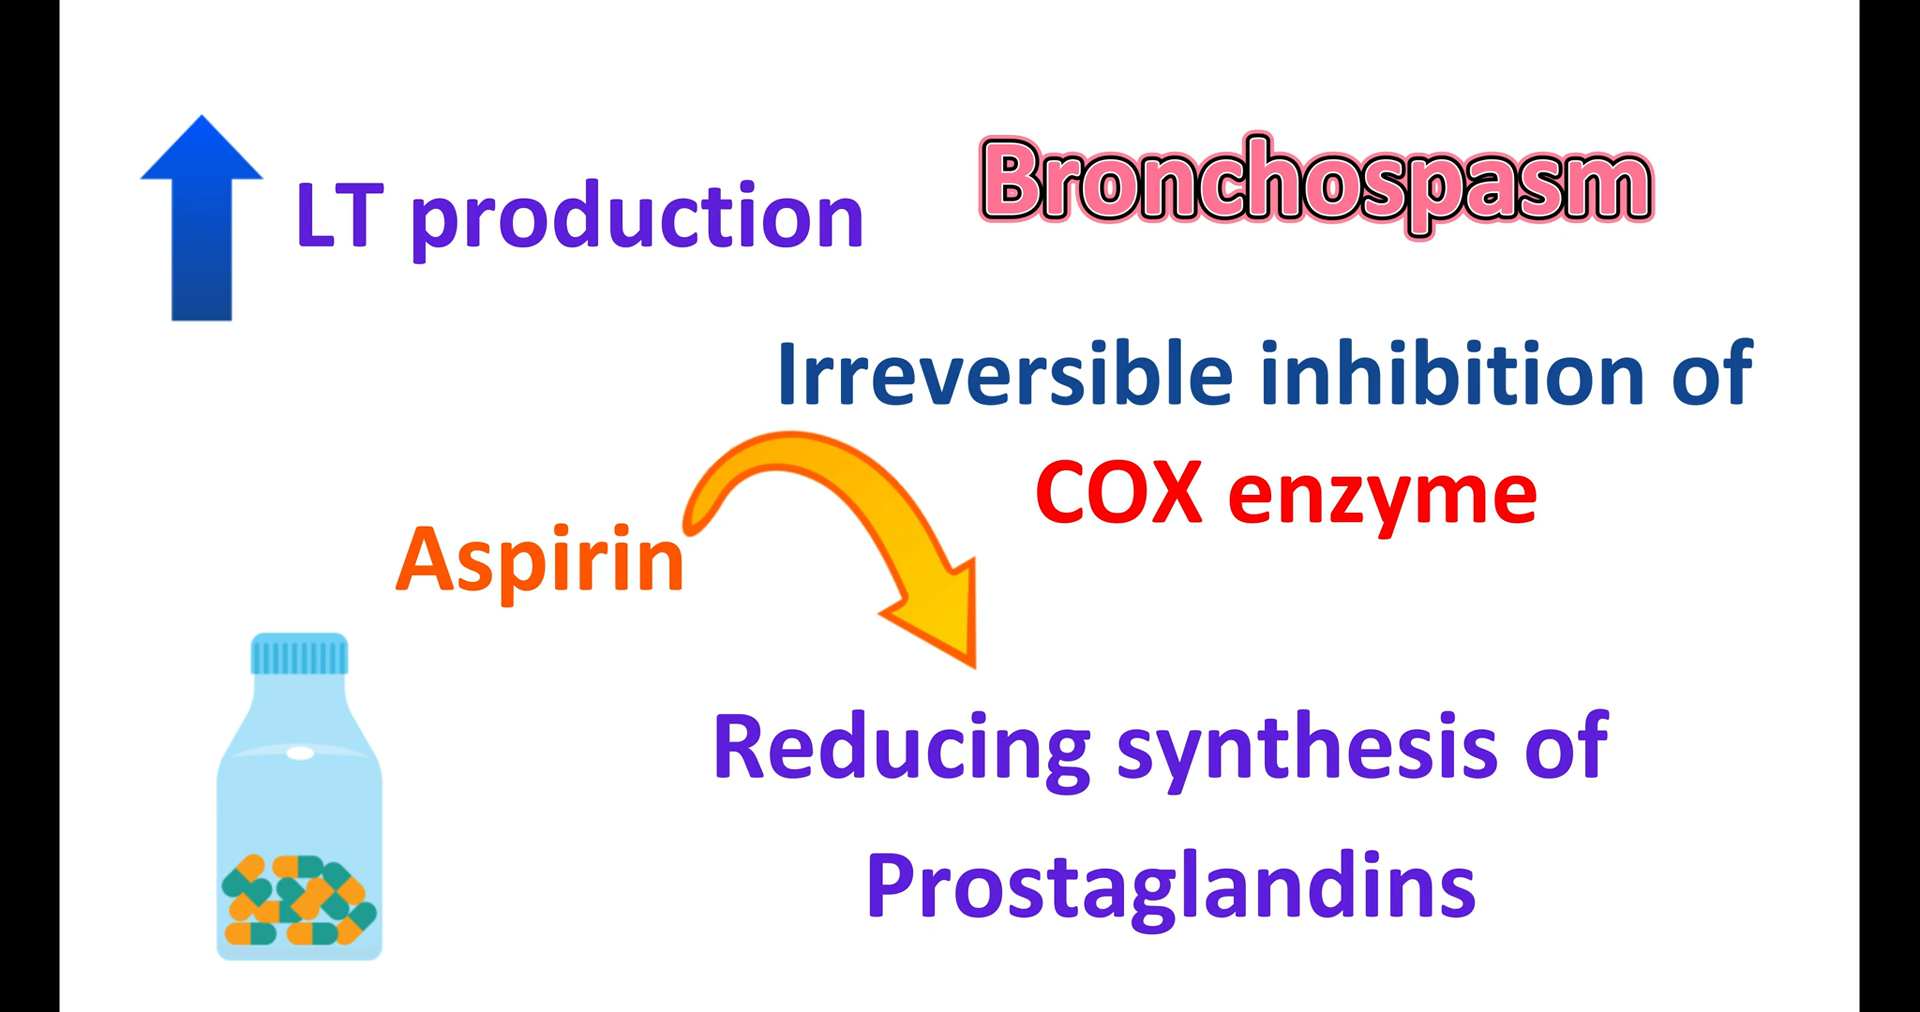 LT production
Bronchospasm
Irreversible inhibition of
COX enzyme
Aspirin
Reducing synthesis of
Prostaglandins